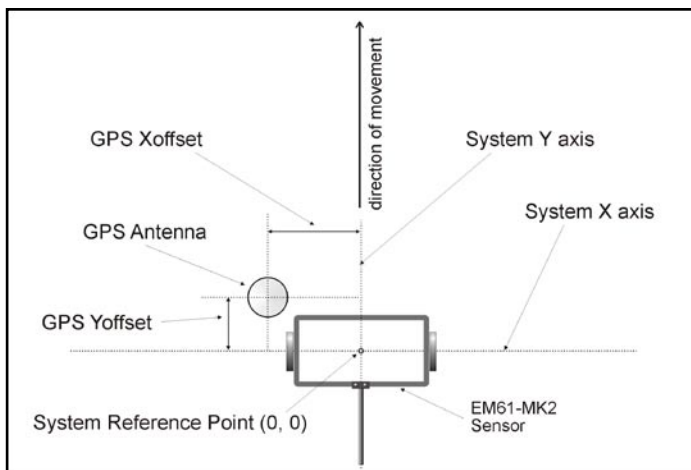 direction of movement
GPS Xoffset
System Y axis
System X axis
GPS Antenna
GPS Yoffset
System Reference Point (0, 0)
EM61-MK2
Sensor